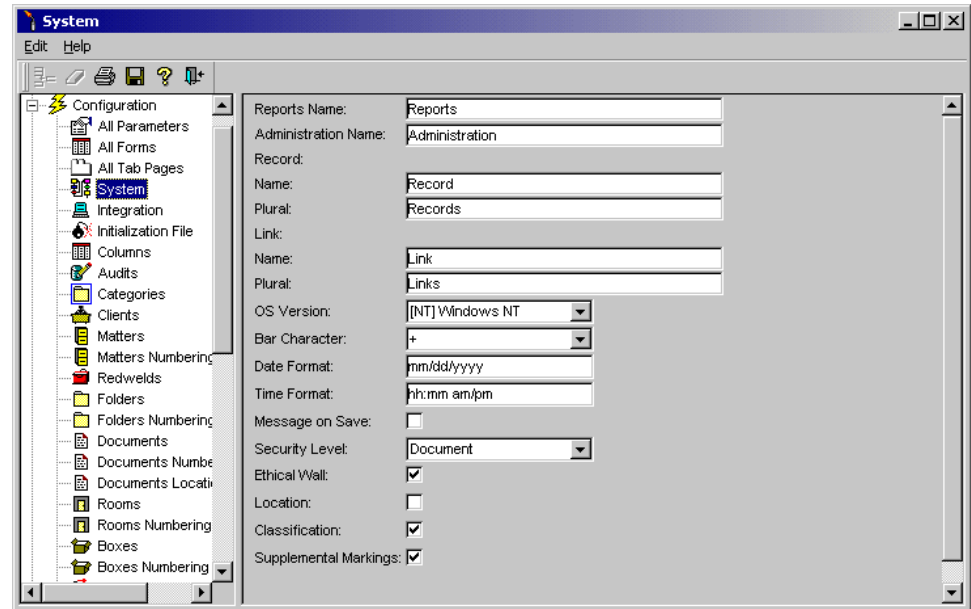 System
Edit Help
Configuration
All Parameters
All Forms
All Tab Pages
System
Integration
Initialization File
Columns
Audits
Categories
Clients
Matters
Matters Numbering
Redwelds
Folders
Folders Numbering
Documents
Documents Numbe
Documents Locati
Rooms
Rooms Numbering
Boxes
Boxes Numbering
Reports Name: Reports
Administration Name: Administration
Record:
Name: Record
Plural: Records
Link:
Name: Link
Plural: Links
OS Version: [NT] Windows NT
Bar Character: +
Date Format: mm/dd/yyyy
Time Format: hh:mm am/pm
Message on Save:
Security Level: Document
Ethical Wall:
Location:
Classification:
Supplemental Markings: